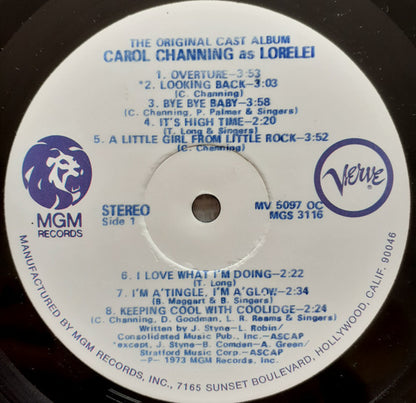 THE ORIGINAL CAST ALBUM
CAROL CHANNING as LORELEI
1. OVERTURE-3:53
*2. LOOKING BACK-3:03
(C. Channing)
3. BYE BYE BABY-3:58
(C. Channing, P. Palmer & Singers)
4. IT'S HIGH TIME-2:20
(T. Long & Singers)
5. A LITTLE GIRL FROM LITTLE ROCK-3:52
(C. Channing)
MGM
RECORDS
STEREO
Side 1
MV 5097 OC
MGS 3116
Verve®
6. I LOVE WHAT I'M DOING-2:22
(T. Long)
7. I'M A'TINGLE, I'M A'GLOW-2:34
(B. Maggart & B. Singers)
8. KEEPING COOL WITH COOLIDGE-2:24
(C. Channing, D. Goodman, L. R. Reams & Singers)
Written by J. Styne-L. Robin/
Consolidated Music Pub., Inc.-ASCAP
*except, J. Styne-B. Comden-A. Green/
Stratford Music Corp.-ASCAP
-P- 1973 MGM Records, Inc.
MANUFACTURED BY MGM RECORDS, INC., 7165 SUNSET BOULEVARD, HOLLYWOOD, CALIF. 90046